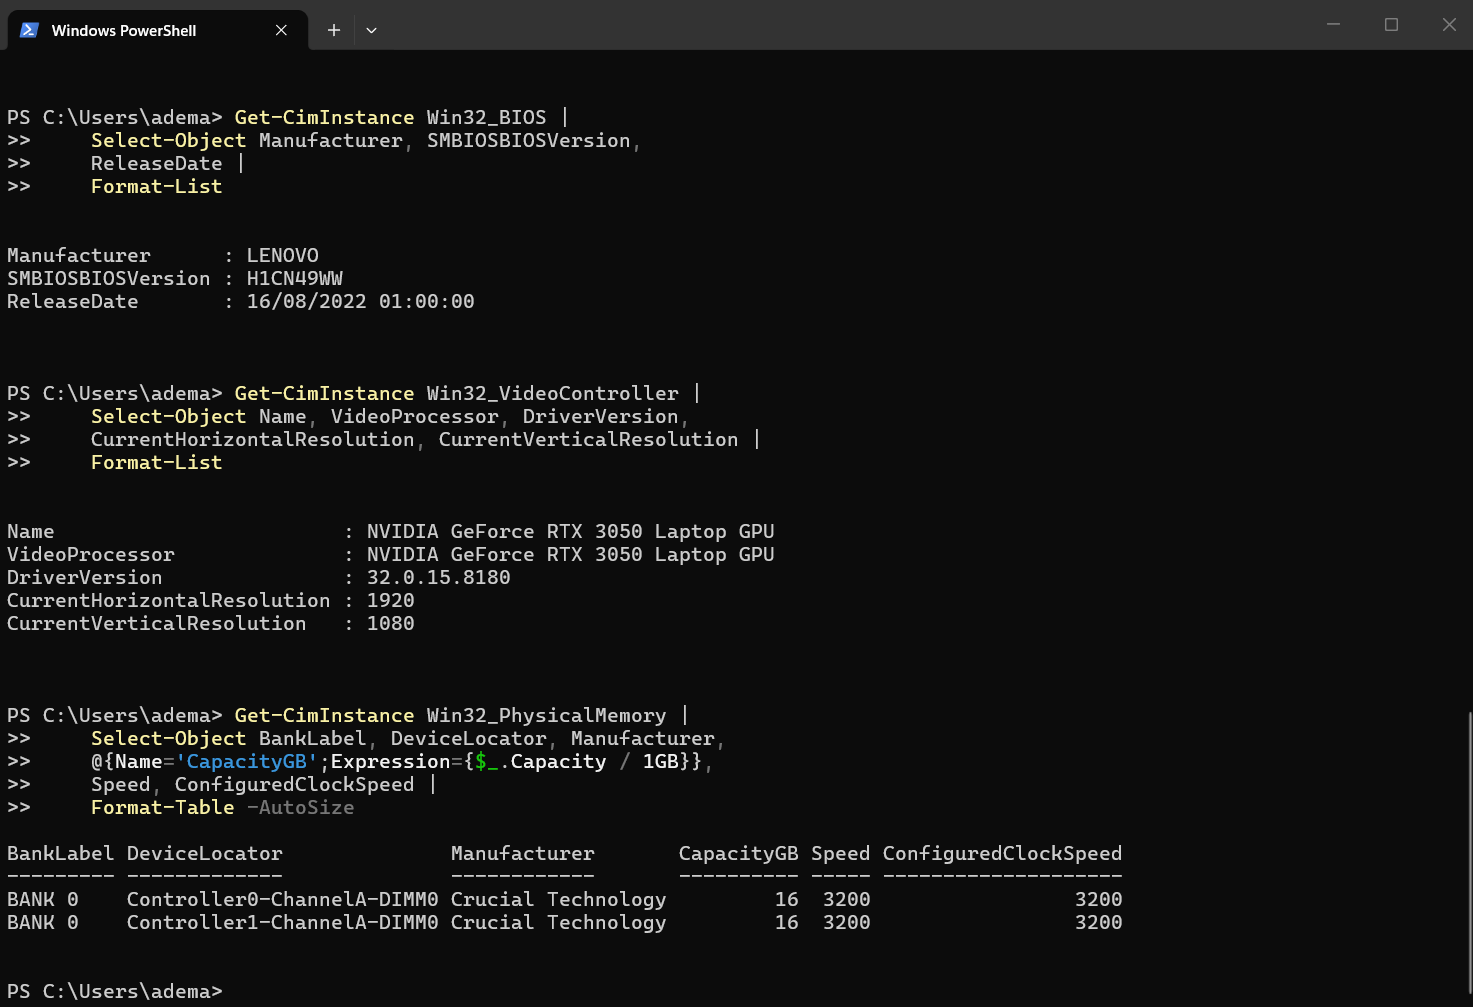 Windows PowerShell
PS C:\Users\adema> Get-CimInstance Win32_BIOS |
>>     Select-Object Manufacturer, SMBIOSBIOSVersion,
>>     ReleaseDate |
>>     Format-List
Manufacturer      : LENOVO
SMBIOSBIOSVersion : H1CN49WW
ReleaseDate       : 16/08/2022 01:00:00
PS C:\Users\adema> Get-CimInstance Win32_VideoController |
>>     Select-Object Name, VideoProcessor, DriverVersion,
>>     CurrentHorizontalResolution, CurrentVerticalResolution |
>>     Format-List
Name                        : NVIDIA GeForce RTX 3050 Laptop GPU
VideoProcessor              : NVIDIA GeForce RTX 3050 Laptop GPU
DriverVersion               : 32.0.15.8180
CurrentHorizontalResolution : 1920
CurrentVerticalResolution   : 1080
PS C:\Users\adema> Get-CimInstance Win32_PhysicalMemory |
>>     Select-Object BankLabel, DeviceLocator, Manufacturer,
>>     @{Name='CapacityGB';Expression={$_.Capacity / 1GB}},
>>     Speed, ConfiguredClockSpeed |
>>     Format-Table -AutoSize
BankLabel DeviceLocator              Manufacturer       CapacityGB Speed ConfiguredClockSpeed
--------- -------------              ------------       ---------- ----- --------------------
BANK 0    Controller0-ChannelA-DIMM0 Crucial Technology         16  3200                 3200
BANK 0    Controller1-ChannelA-DIMM0 Crucial Technology         16  3200                 3200
PS C:\Users\adema>